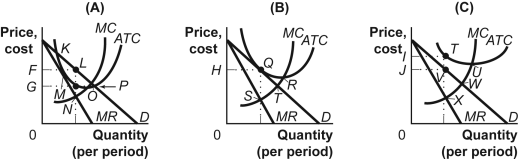 (A)
Price,
cost
MC
ATC
K
L
F
G
M
O
P
N
0
MR
D
Quantity
(per period)
(B)
Price,
cost
MC
ATC
Q
H
R
S
T
0
MR
D
Quantity
(per period)
(C)
Price,
cost
MC
ATC
I
T
J
V
U
W
X
0
MR
D
Quantity
(per period)